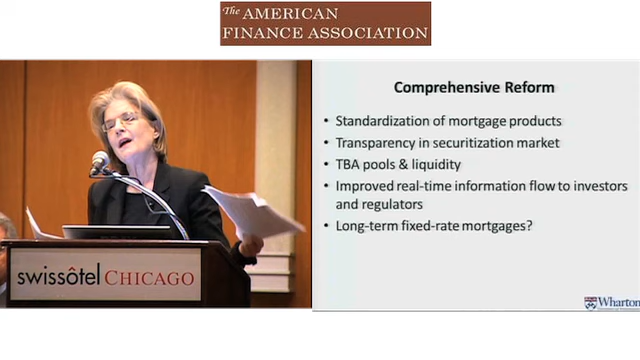 The AMERICAN
FINANCE ASSOCIATION
Comprehensive Reform
• Standardization of mortgage products
• Transparency in securitization market
• TBA pools & liquidity
• Improved real-time information flow to investors
and regulators
• Long-term fixed-rate mortgages?
swissôtel CHICAGO
Wharton